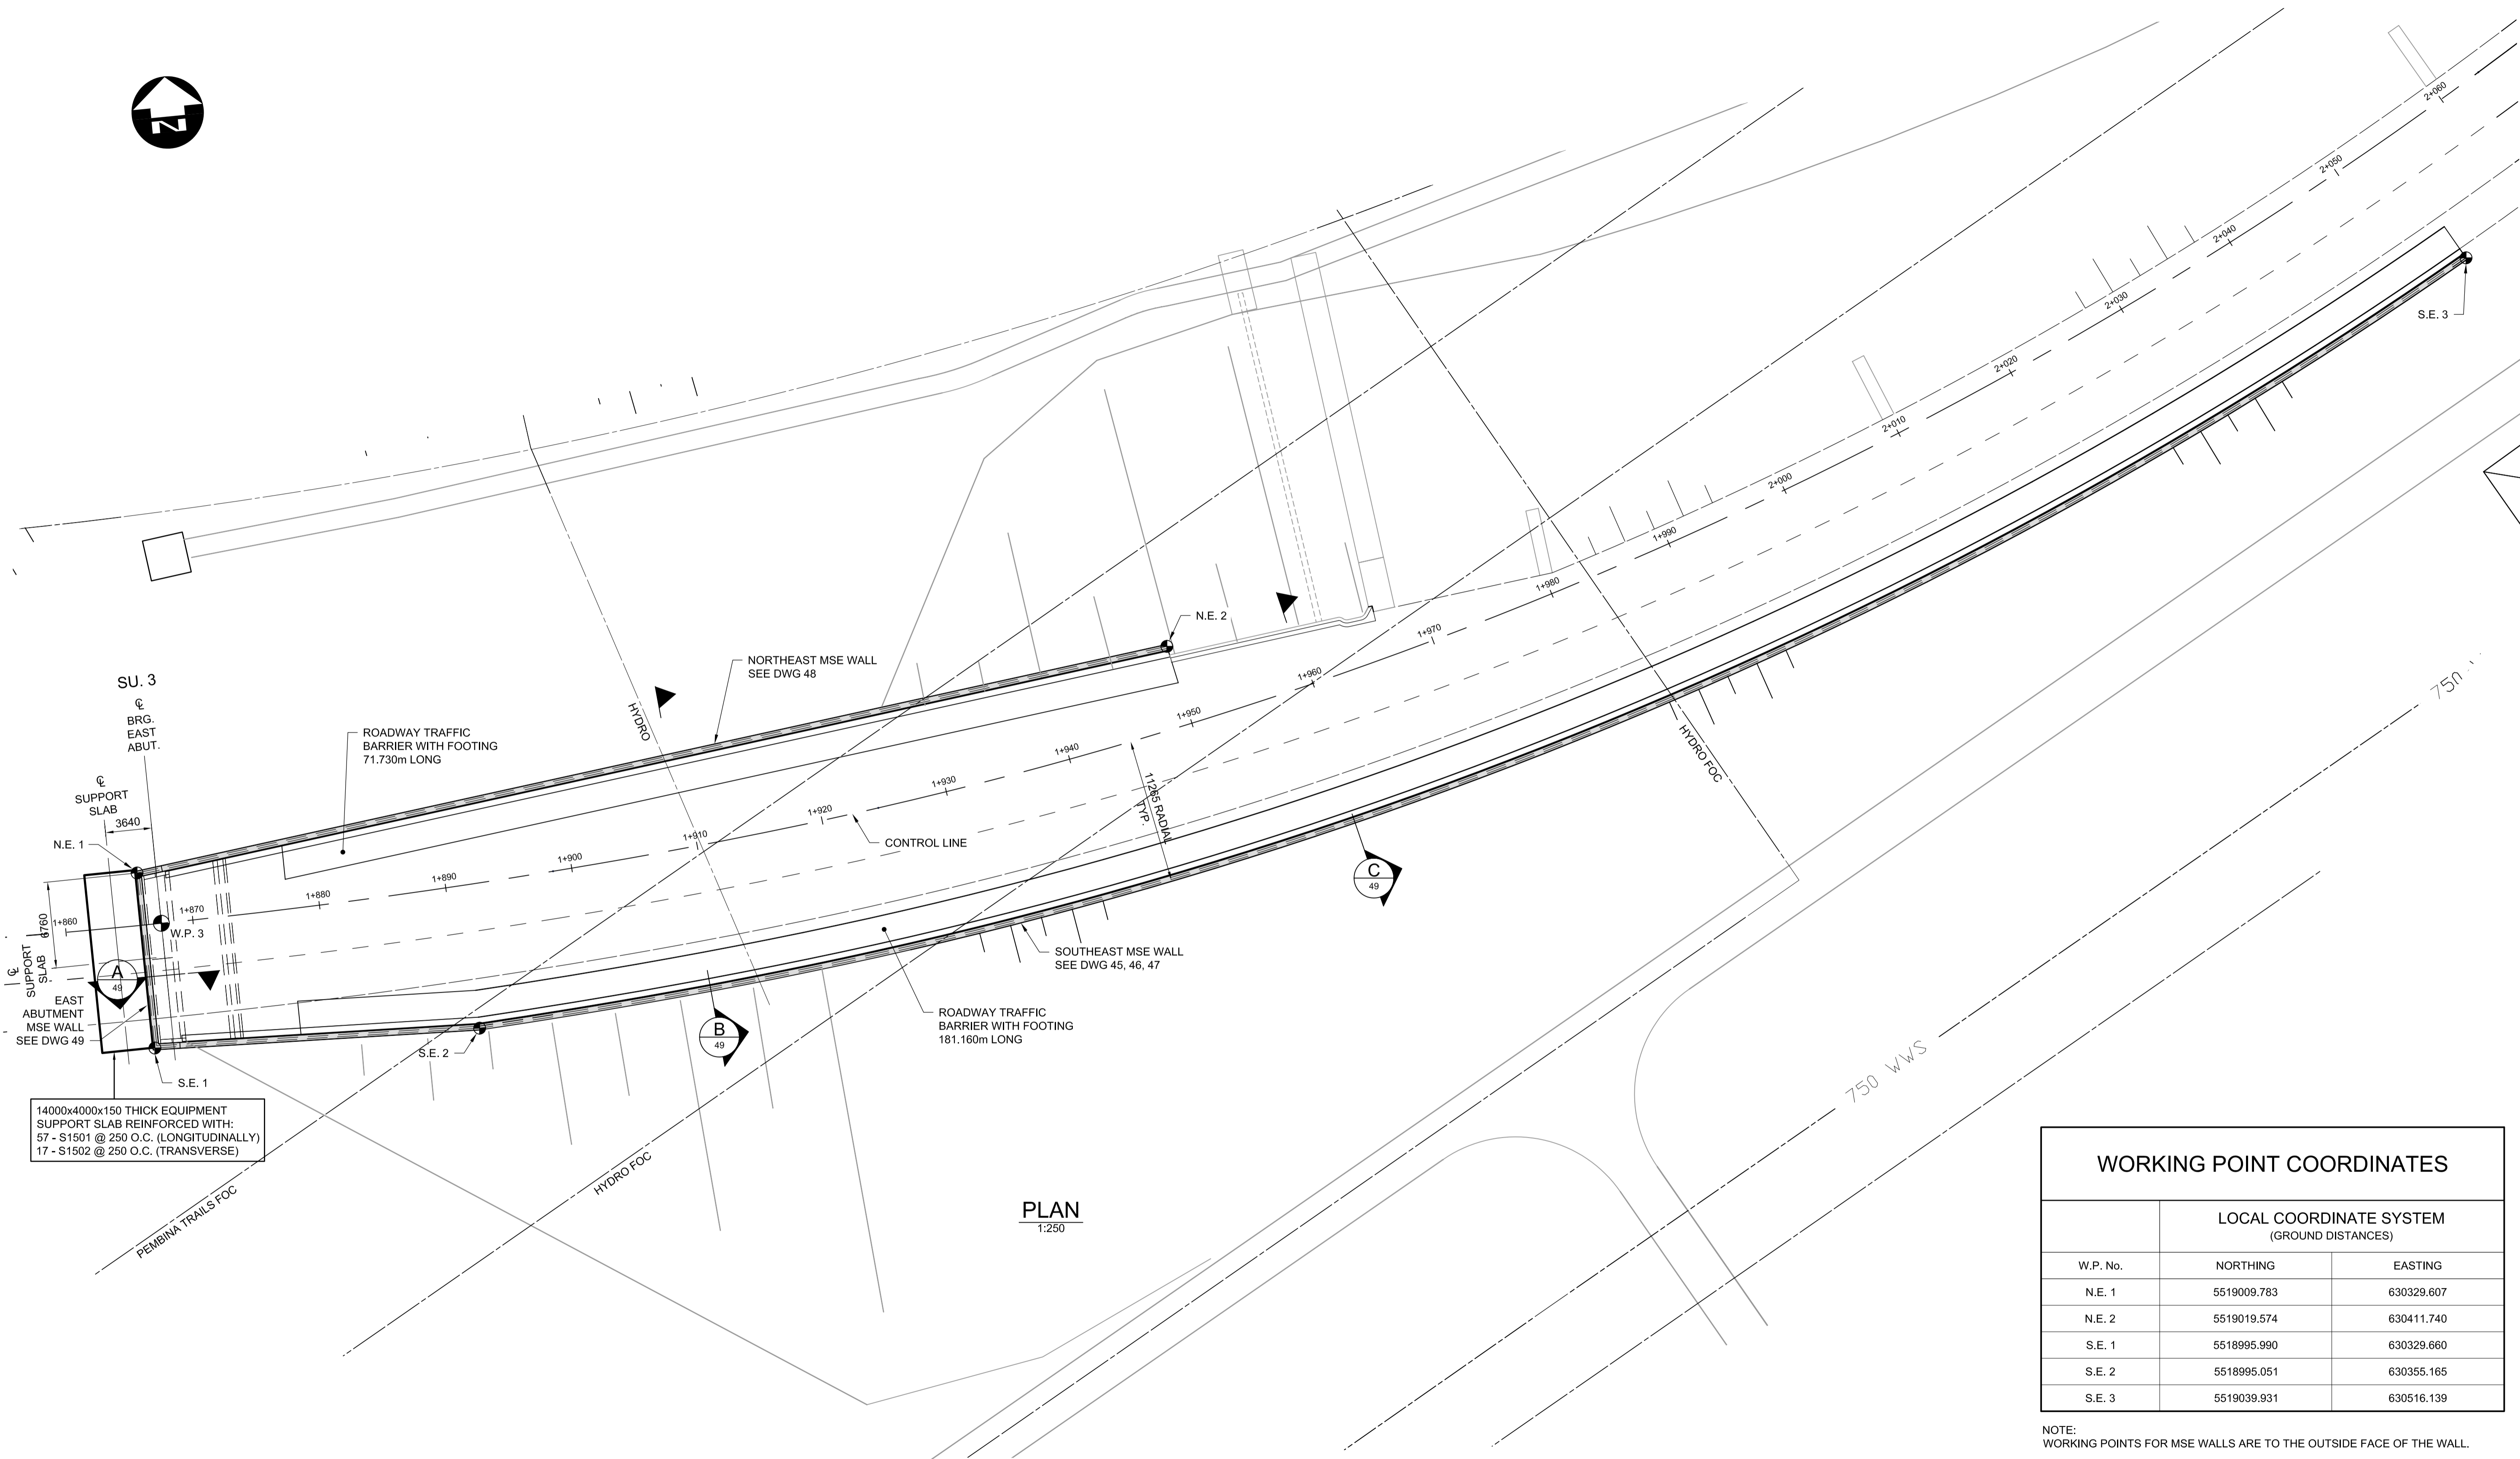 N
2+060
2+050
2+040
2+030
2+020
2+010
2+000
1+990
1+980
1+970
1+960
1+950
1+940
1+930
1+920
1+910
1+900
1+890
1+880
1+870
1+860
S.E. 3
N.E. 2
NORTHEAST MSE WALL
SEE DWG 48
SU. 3
℄
BRG.
EAST
ABUT.
HYDRO
ROADWAY TRAFFIC
BARRIER WITH FOOTING
71.730m LONG
℄
SUPPORT
SLAB
3640
N.E. 1
CONTROL LINE
11265 RADIAL
TYP.
HYDRO FOC
750
C
49
6760
W.P. 3
℄
SUPPORT
SLAB
A
49
EAST
ABUTMENT
MSE WALL
SEE DWG 49
SOUTHEAST MSE WALL
SEE DWG 45, 46, 47
ROADWAY TRAFFIC
BARRIER WITH FOOTING
181.160m LONG
B
49
S.E. 2
S.E. 1
14000x4000x150 THICK EQUIPMENT
SUPPORT SLAB REINFORCED WITH:
57 - S1501 @ 250 O.C. (LONGITUDINALLY)
17 - S1502 @ 250 O.C. (TRANSVERSE)
PEMBINA TRAILS FOC
HYDRO FOC
750 WWS
PLAN
1:250
WORKING POINT COORDINATES
LOCAL COORDINATE SYSTEM
(GROUND DISTANCES)
W.P. No. NORTHING EASTING
N.E. 1 5519009.783 630329.607
N.E. 2 5519019.574 630411.740
S.E. 1 5518995.990 630329.660
S.E. 2 5518995.051 630355.165
S.E. 3 5519039.931 630516.139
NOTE:
WORKING POINTS FOR MSE WALLS ARE TO THE OUTSIDE FACE OF THE WALL.